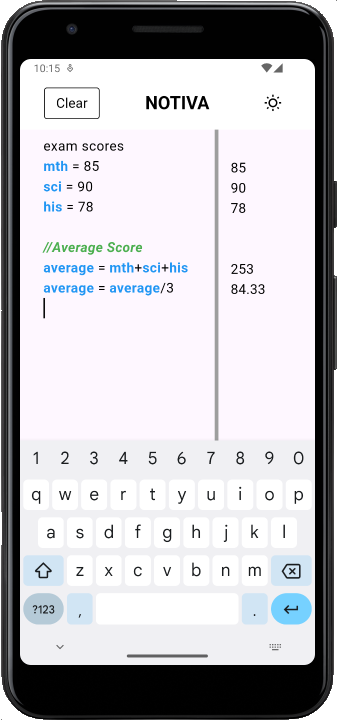 10:15
Clear NOTIVA
exam scores
mth = 85 85
sci = 90 90
his = 78 78
//Average Score
average = mth+sci+his 253
average = average/3 84.33
1 2 3 4 5 6 7 8 9 0
q w e r t y u i o p
a s d f g h j k l
z x c v b n m
?123 , .